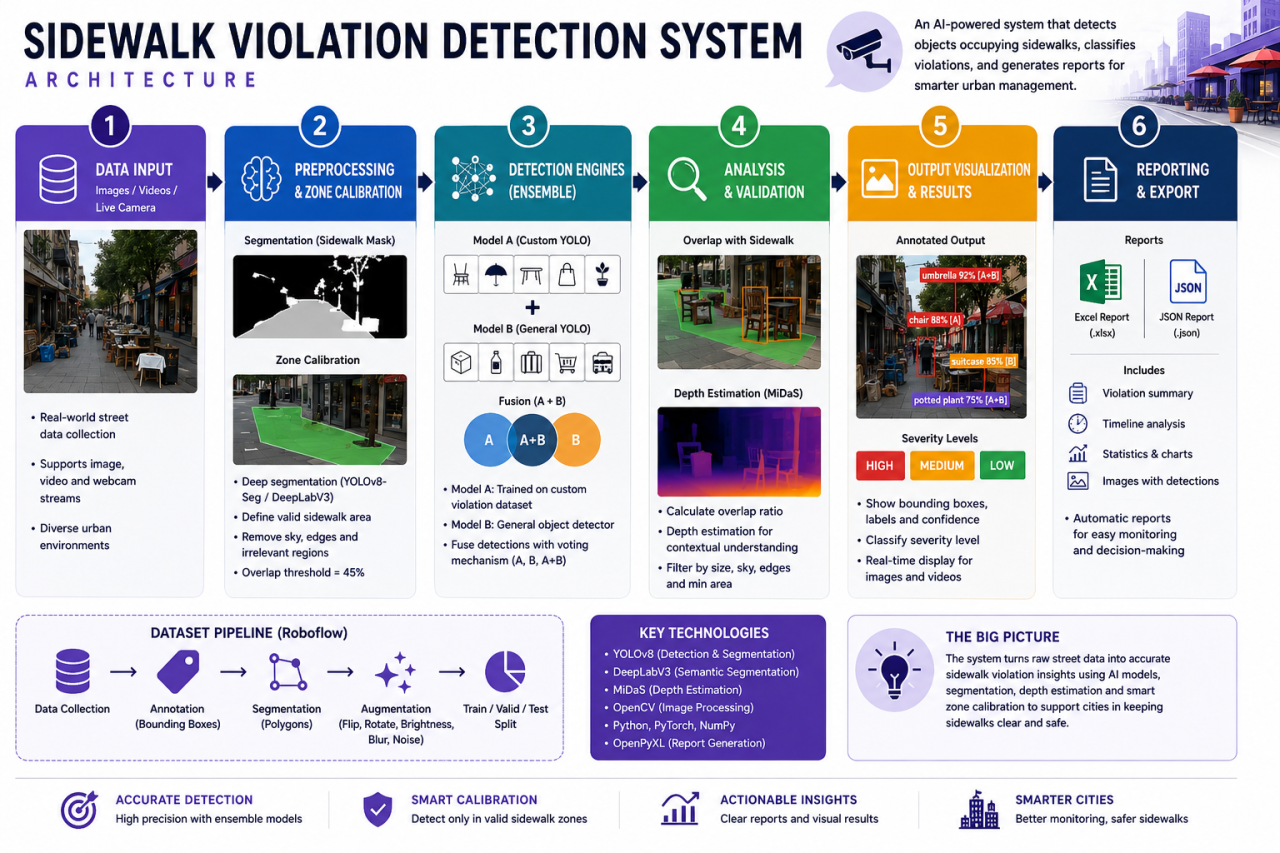 SIDEWALK VIOLATION DETECTION SYSTEM
ARCHITECTURE
An AI-powered system that detects
objects occupying sidewalks, classifies
violations, and generates reports for
smarter urban management.
1
DATA INPUT
Images / Videos /
Live Camera
• Real-world street
data collection
• Supports image,
video and webcam
streams
• Diverse urban
environments
2
PREPROCESSING
& ZONE CALIBRATION
Segmentation (Sidewalk Mask)
Zone Calibration
• Deep segmentation (YOLOv8-
Seg / DeepLabV3)
• Define valid sidewalk area
• Remove sky, edges and
irrelevant regions
• Overlap threshold = 45%
3
DETECTION ENGINES
(ENSEMBLE)
Model A (Custom YOLO)
+
Model B (General YOLO)
Fusion (A + B)
A
A+B
B
• Model A: Trained on custom
violation dataset
• Model B: General object detector
• Fuse detections with voting
mechanism (A, B, A+B)
4
ANALYSIS
& VALIDATION
Overlap with Sidewalk
Depth Estimation (MiDaS)
• Calculate overlap ratio
• Depth estimation for
contextual understanding
• Filter by size, sky, edges
and min area
5
OUTPUT VISUALIZATION
& RESULTS
Annotated Output
umbrella 92% [A+B]
chair 88% [A]
suitcase 85% [B]
potted plant 75% [A+B]
Severity Levels
HIGH
MEDIUM
LOW
• Show bounding boxes,
labels and confidence
• Classify severity level
• Real-time display for
images and videos
6
REPORTING
& EXPORT
Reports
X
Excel Report
(.xlsx)
JSON
JSON Report
(.json)
Includes
Violation summary
Timeline analysis
Statistics & charts
Images with detections
• Automatic reports
for easy monitoring
and decision-making
DATASET PIPELINE (Roboflow)
Data Collection
Annotation
(Bounding Boxes)
Segmentation
(Polygons)
Augmentation
(Flip, Rotate, Brightness,
Blur, Noise)
Train / Valid / Test
Split
KEY TECHNOLOGIES
• YOLOv8 (Detection & Segmentation)
• DeepLabV3 (Semantic Segmentation)
• MiDaS (Depth Estimation)
• OpenCV (Image Processing)
• Python, PyTorch, NumPy
• OpenPyXL (Report Generation)
THE BIG PICTURE
The system turns raw street data into accurate
sidewalk violation insights using AI models,
segmentation, depth estimation and smart
zone calibration to support cities in keeping
sidewalks clear and safe.
ACCURATE DETECTION
High precision with ensemble models
SMART CALIBRATION
Detect only in valid sidewalk zones
ACTIONABLE INSIGHTS
Clear reports and visual results
SMARTER CITIES
Better monitoring, safer sidewalks